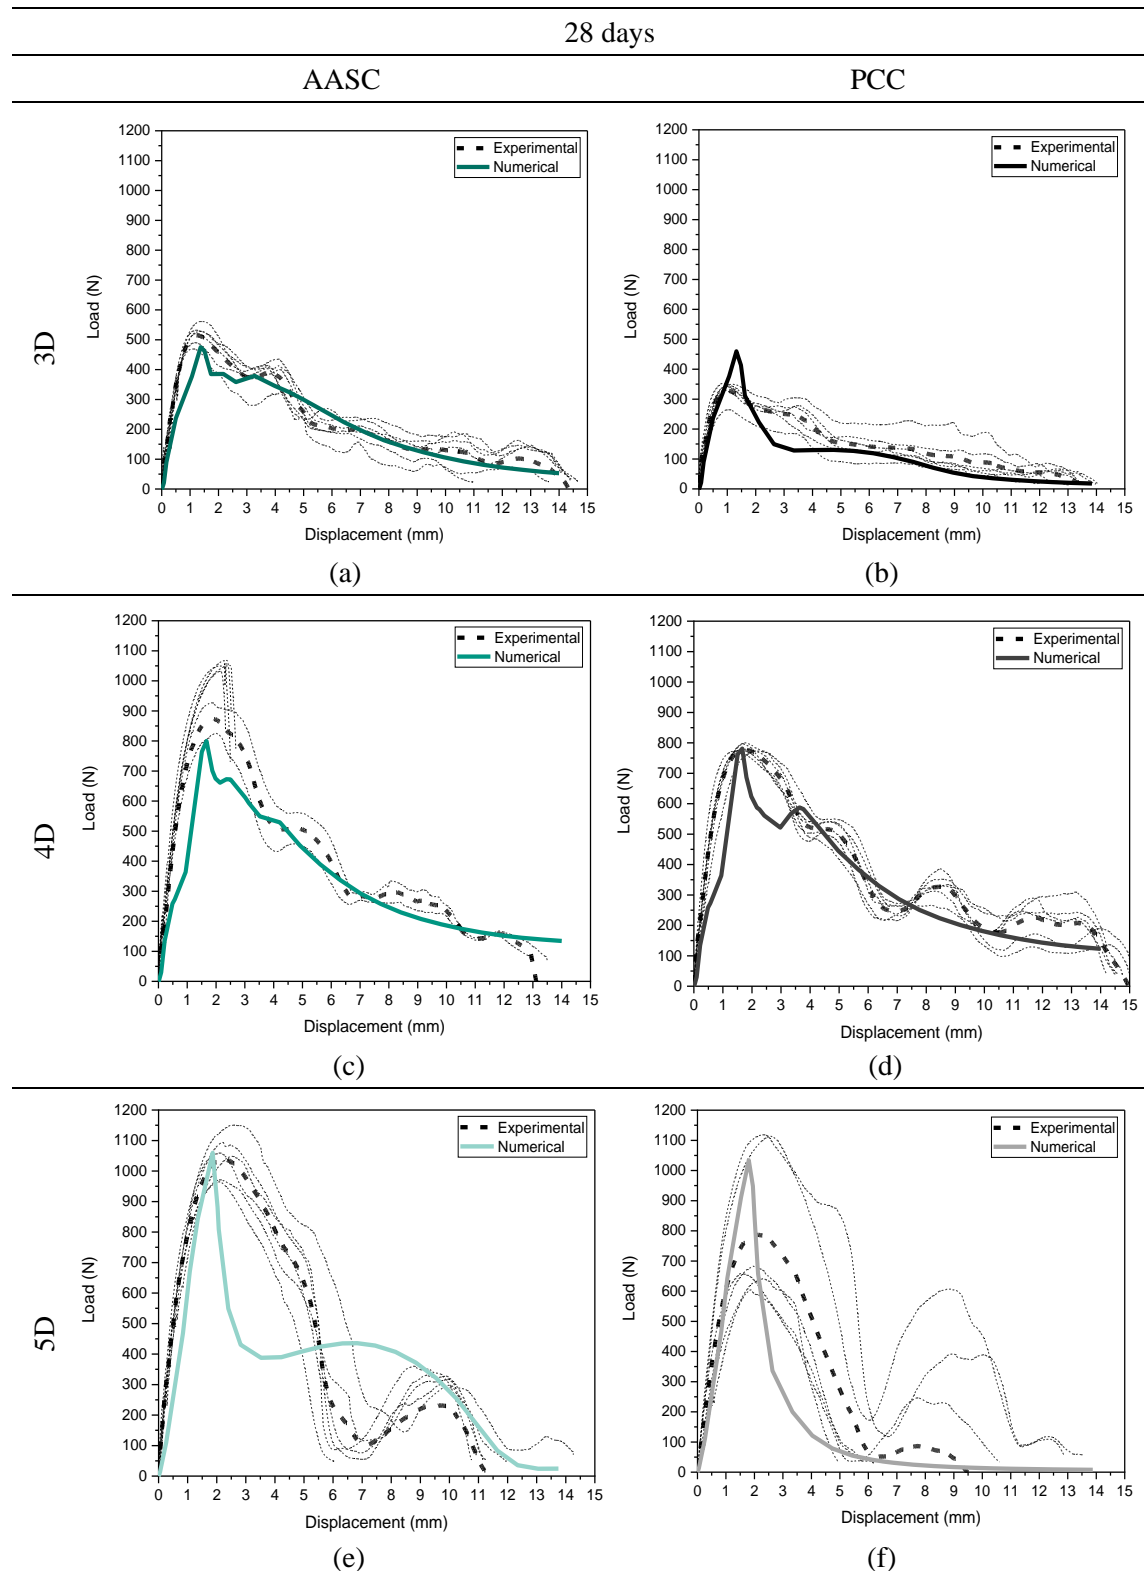 28 days
AASC PCC
3D
1200
1100
1000
900
800
700
600
500
400
300
200
100
0
Load (N)
Experimental
Numerical
0 1 2 3 4 5 6 7 8 9 10 11 12 13 14 15
Displacement (mm)
(a)
1200
1100
1000
900
800
700
600
500
400
300
200
100
0
Load (N)
Experimental
Numerical
0 1 2 3 4 5 6 7 8 9 10 11 12 13 14 15
Displacement (mm)
(b)
4D
1200
1100
1000
900
800
700
600
500
400
300
200
100
0
Load (N)
Experimental
Numerical
0 1 2 3 4 5 6 7 8 9 10 11 12 13 14 15
Displacement (mm)
(c)
1200
1100
1000
900
800
700
600
500
400
300
200
100
0
Load (N)
Experimental
Numerical
0 1 2 3 4 5 6 7 8 9 10 11 12 13 14 15
Displacement (mm)
(d)
5D
1200
1100
1000
900
800
700
600
500
400
300
200
100
0
Load (N)
Experimental
Numerical
0 1 2 3 4 5 6 7 8 9 10 11 12 13 14 15
Displacement (mm)
(e)
1200
1100
1000
900
800
700
600
500
400
300
200
100
0
Load (N)
Experimental
Numerical
0 1 2 3 4 5 6 7 8 9 10 11 12 13 14 15
Displacement (mm)
(f)